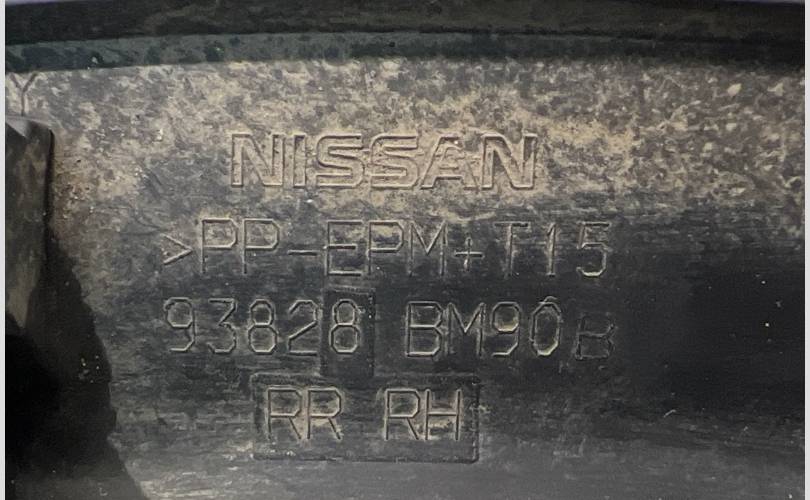 NISSAN
>PP-EPM+T15
93828 BM90B
RR RH